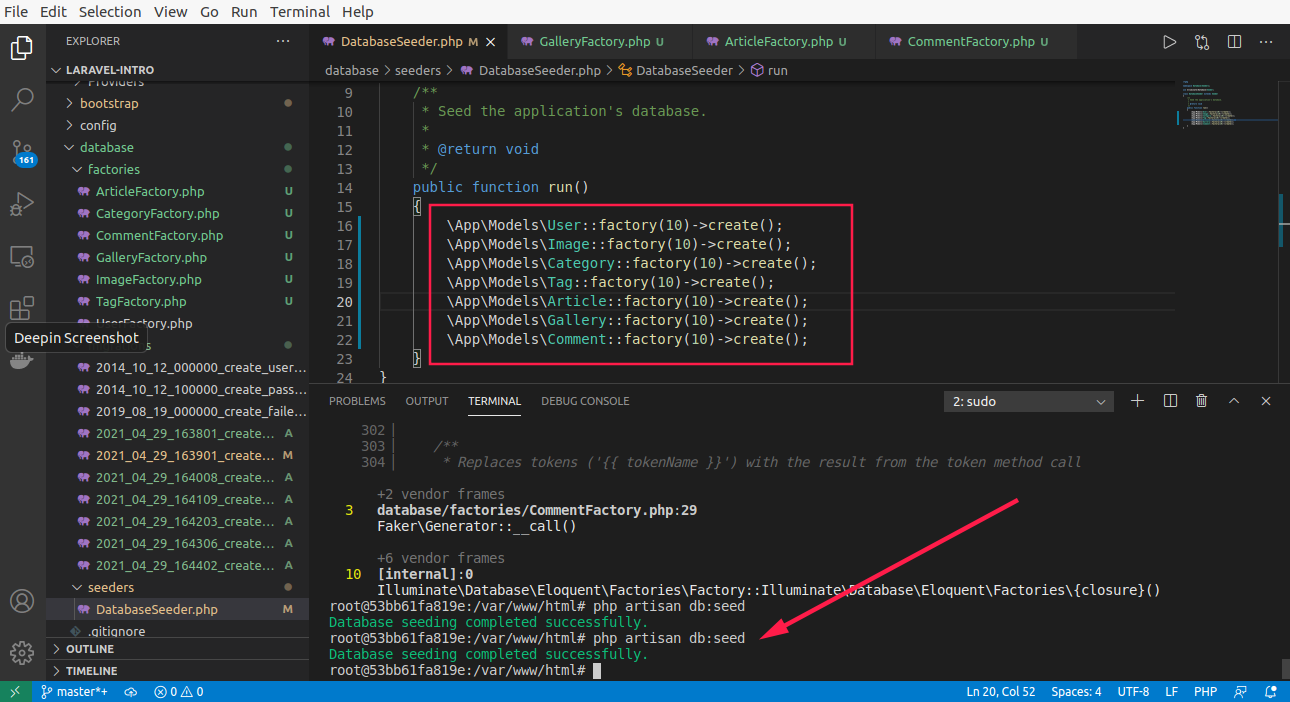 File Edit Selection View Go Run Terminal Help
EXPLORER ...
LARAVEL-INTRO
Providers
bootstrap
config
database
factories
ArticleFactory.php U
CategoryFactory.php U
CommentFactory.php U
GalleryFactory.php U
ImageFactory.php U
TagFactory.php U
UserFactory.php
Deepin Screenshot
2014_10_12_000000_create_user...
2014_10_12_100000_create_pass...
2019_08_19_000000_create_faile...
2021_04_29_163801_create... A
2021_04_29_163901_create... M
2021_04_29_164008_create... A
2021_04_29_164109_create... A
2021_04_29_164203_create... A
2021_04_29_164306_create... A
2021_04_29_164402_create... A
seeders
DatabaseSeeder.php M
.gitignore
OUTLINE
TIMELINE
161
DatabaseSeeder.php M GalleryFactory.php U ArticleFactory.php U CommentFactory.php U
database > seeders > DatabaseSeeder.php > DatabaseSeeder > run
9 /**
10 * Seed the application's database.
11 *
12 * @return void
13 */
14 public function run()
15 {
16 \App\Models\User::factory(10)->create();
17 \App\Models\Image::factory(10)->create();
18 \App\Models\Category::factory(10)->create();
19 \App\Models\Tag::factory(10)->create();
20 \App\Models\Article::factory(10)->create();
21 \App\Models\Gallery::factory(10)->create();
22 \App\Models\Comment::factory(10)->create();
23 }
24 }
PROBLEMS OUTPUT TERMINAL DEBUG CONSOLE 2: sudo
302|
303| /**
304| * Replaces tokens ('{{ tokenName }}') with the result from the token method call
+2 vendor frames
3 database/factories/CommentFactory.php:29
Faker\Generator::__call()
+6 vendor frames
10 [internal]:0
Illuminate\Database\Eloquent\Factories\Factory::Illuminate\Database\Eloquent\Factories\{closure}()
root@53bb61fa819e:/var/www/html# php artisan db:seed
Database seeding completed successfully.
root@53bb61fa819e:/var/www/html# php artisan db:seed
Database seeding completed successfully.
root@53bb61fa819e:/var/www/html#
master*+ 0 0 Ln 20, Col 52 Spaces: 4 UTF-8 LF PHP